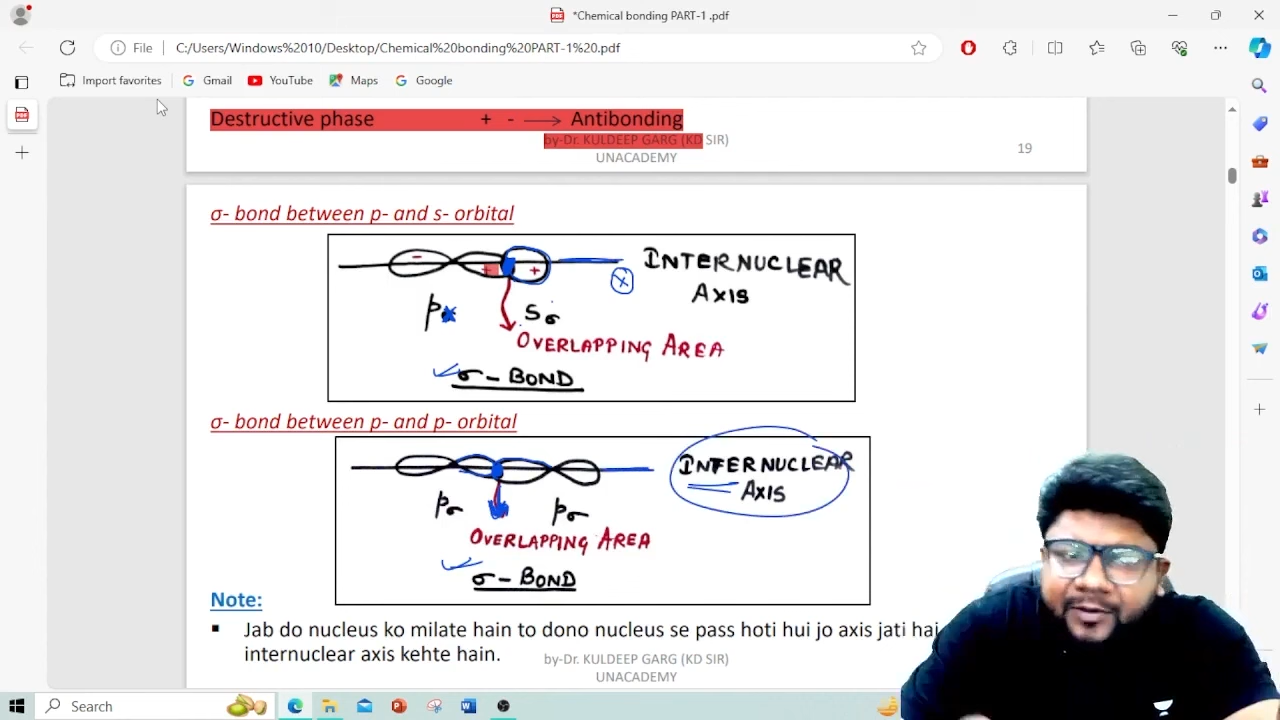 *Chemical bonding PART-1 .pdf
File C:/Users/Windows%2010/Desktop/Chemical%20bonding%20PART-1%20.pdf
Import favorites Gmail YouTube Maps Google
Destructive phase + - → Antibonding
by-Dr. KULDEEP GARG (KD SIR)
UNACADEMY
19
σ- bond between p- and s- orbital
- + +
INTERNUCLEAR
AXIS
x
p Sσ
OVERLAPPING AREA
σ - BOND
σ- bond between p- and p- orbital
INTERNUCLEAR
AXIS
pσ pσ
OVERLAPPING AREA
σ - BOND
Note:
▪ Jab do nucleus ko milate hain to dono nucleus se pass hoti hui jo axis jati hai
internuclear axis kehte hain.
by-Dr. KULDEEP GARG (KD SIR)
UNACADEMY
Search